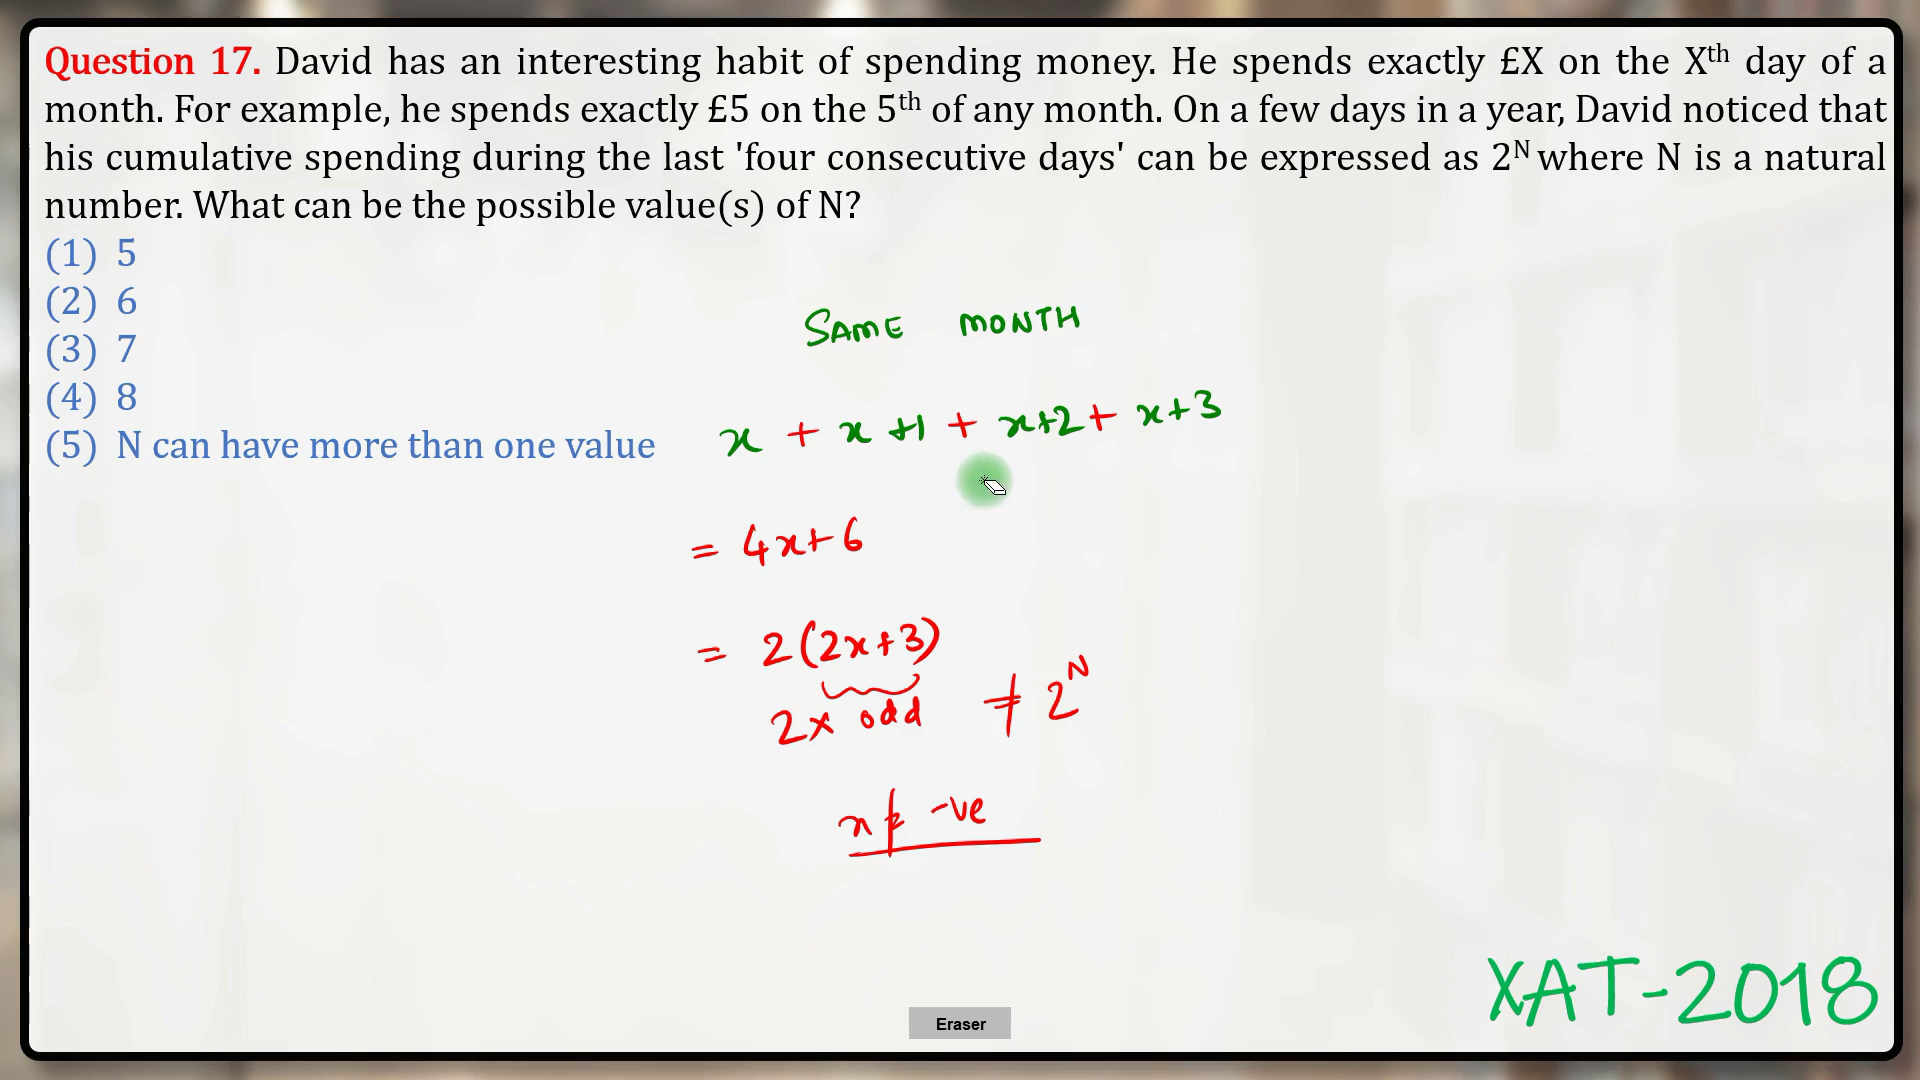 Question 17. David has an interesting habit of spending money. He spends exactly £X on the Xth day of a
month. For example, he spends exactly £5 on the 5th of any month. On a few days in a year, David noticed that
his cumulative spending during the last 'four consecutive days' can be expressed as 2^N where N is a natural
number. What can be the possible value(s) of N?
(1) 5
(2) 6
(3) 7
(4) 8
(5) N can have more than one value
SAME MONTH
x + x+1 + x+2 + x+3
= 4x+6
= 2(2x+3)
2x odd ≠ 2^N
x ≠ -ve
Eraser
XAT-2018